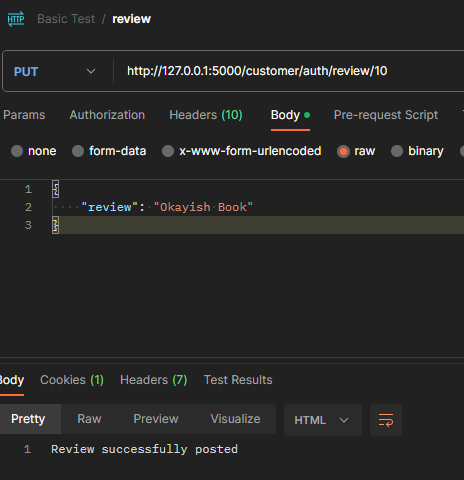 HTTP Basic Test / review
PUT http://127.0.0.1:5000/customer/auth/review/10
Params Authorization Headers (10) Body Pre-request Script
none form-data x-www-form-urlencoded raw binary
1 {
2 ····"review":·"Okayish·Book"
3 }
Body Cookies (1) Headers (7) Test Results
Pretty Raw Preview Visualize HTML
1 Review successfully posted